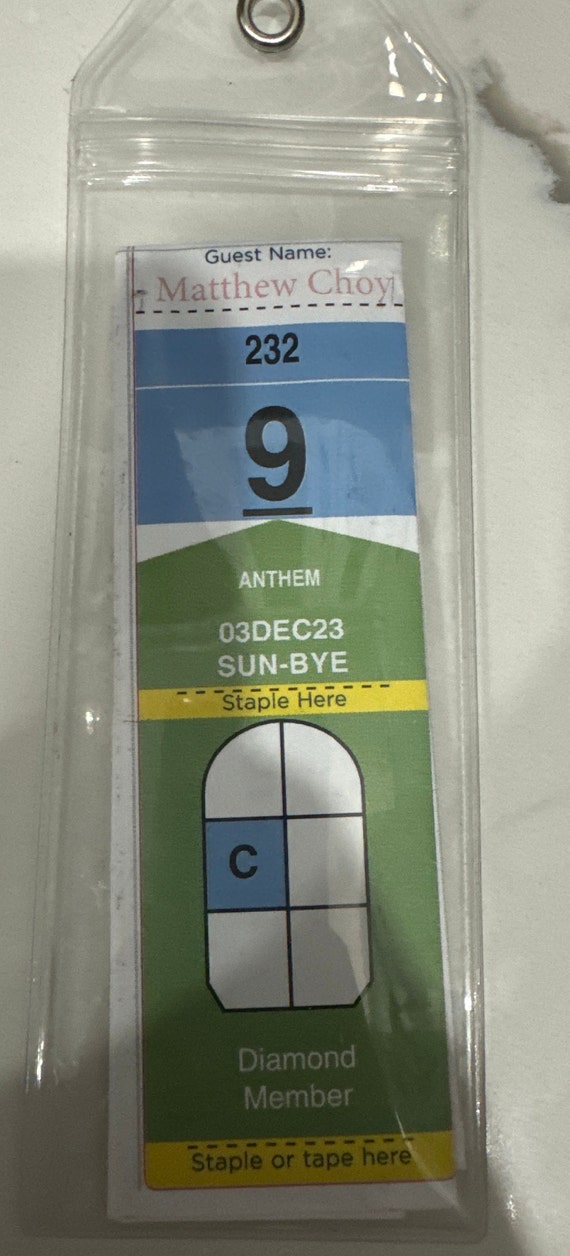 Guest Name:
Matthew Choy
232
9
ANTHEM
03DEC23
SUN-BYE
Staple Here
C
Diamond
Member
Staple or tape here